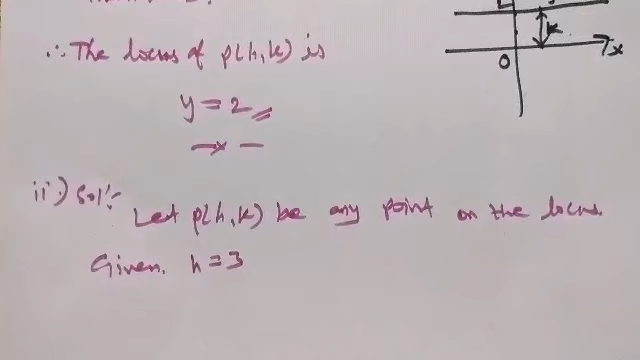 ∴ The locus of P(h,k) is
k
x
O
y = 2
ii) Sol:-
Let P(h,k) be any point on the locus.
Given. h = 3